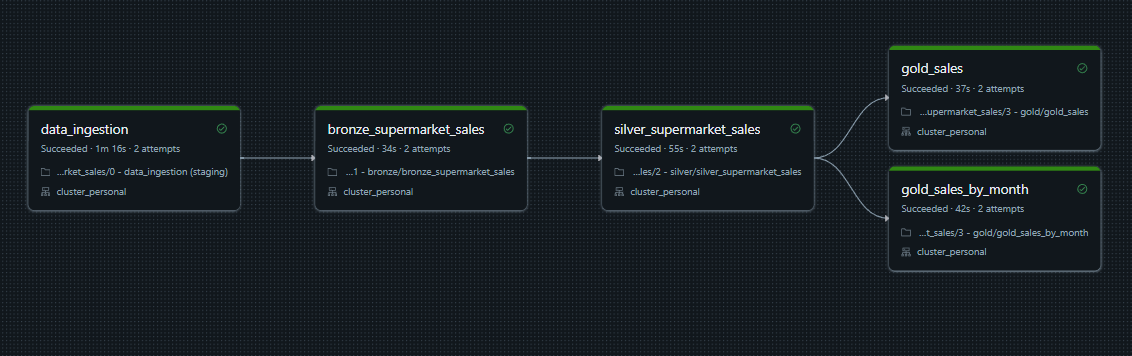 data_ingestion
Succeeded · 1m 16s · 2 attempts
...rket_sales/0 - data_ingestion (staging)
cluster_personal
bronze_supermarket_sales
Succeeded · 34s · 2 attempts
...1 - bronze/bronze_supermarket_sales
cluster_personal
silver_supermarket_sales
Succeeded · 55s · 2 attempts
...les/2 - silver/silver_supermarket_sales
cluster_personal
gold_sales
Succeeded · 37s · 2 attempts
...upermarket_sales/3 - gold/gold_sales
cluster_personal
gold_sales_by_month
Succeeded · 42s · 2 attempts
...t_sales/3 - gold/gold_sales_by_month
cluster_personal